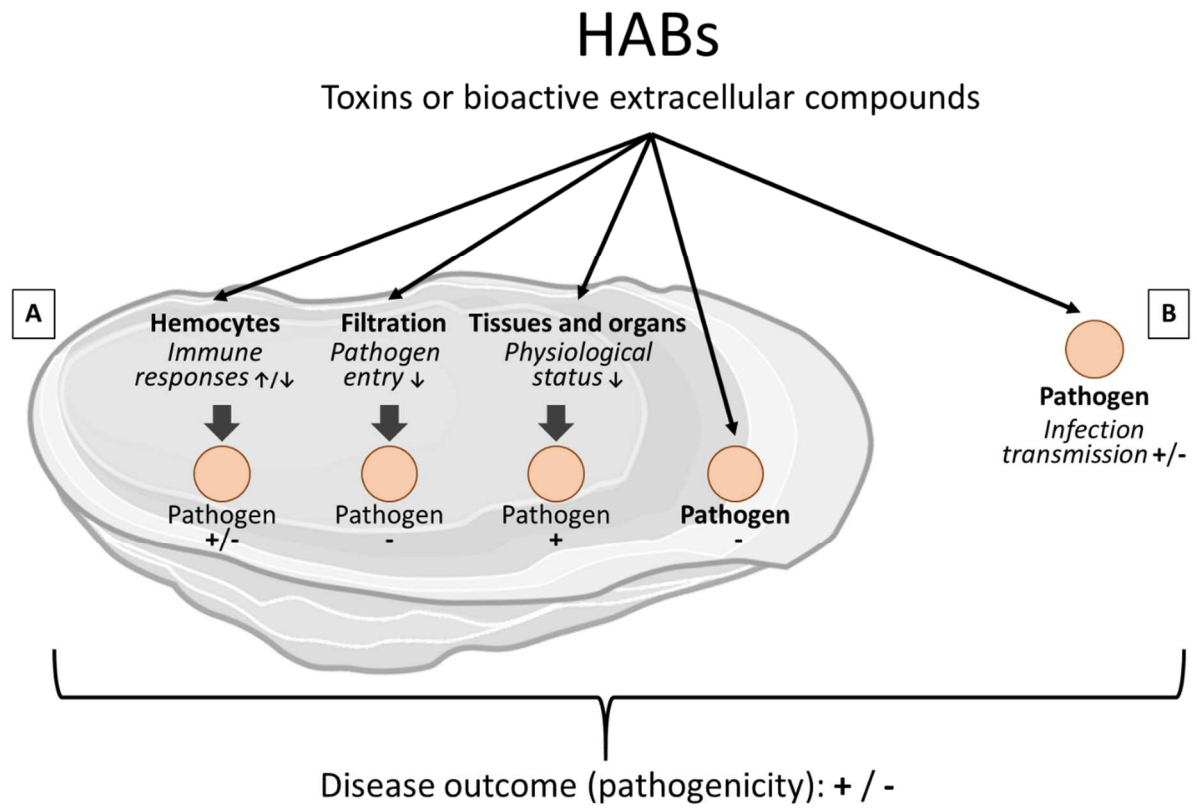 HABs
Toxins or bioactive extracellular compounds
A
Hemocytes
Immune
responses ↑/↓
Pathogen
+/-
Filtration
Pathogen
entry ↓
Pathogen
-
Tissues and organs
Physiological
status ↓
Pathogen
+
Pathogen
-
B
Pathogen
Infection
transmission +/-
Disease outcome (pathogenicity): + / -